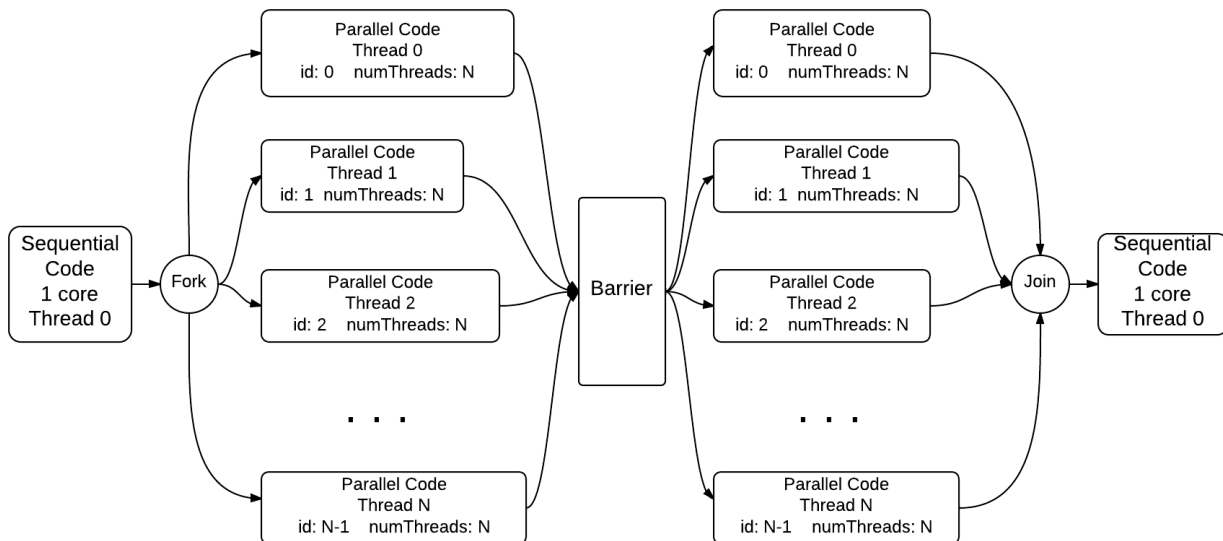 Sequential
Code
1 core
Thread 0
Fork
Parallel Code
Thread 0
id: 0 numThreads: N
Parallel Code
Thread 1
id: 1 numThreads: N
Parallel Code
Thread 2
id: 2 numThreads: N
. . .
Parallel Code
Thread N
id: N-1 numThreads: N
Barrier
Parallel Code
Thread 0
id: 0 numThreads: N
Parallel Code
Thread 1
id: 1 numThreads: N
Parallel Code
Thread 2
id: 2 numThreads: N
. . .
Parallel Code
Thread N
id: N-1 numThreads: N
Join
Sequential
Code
1 core
Thread 0